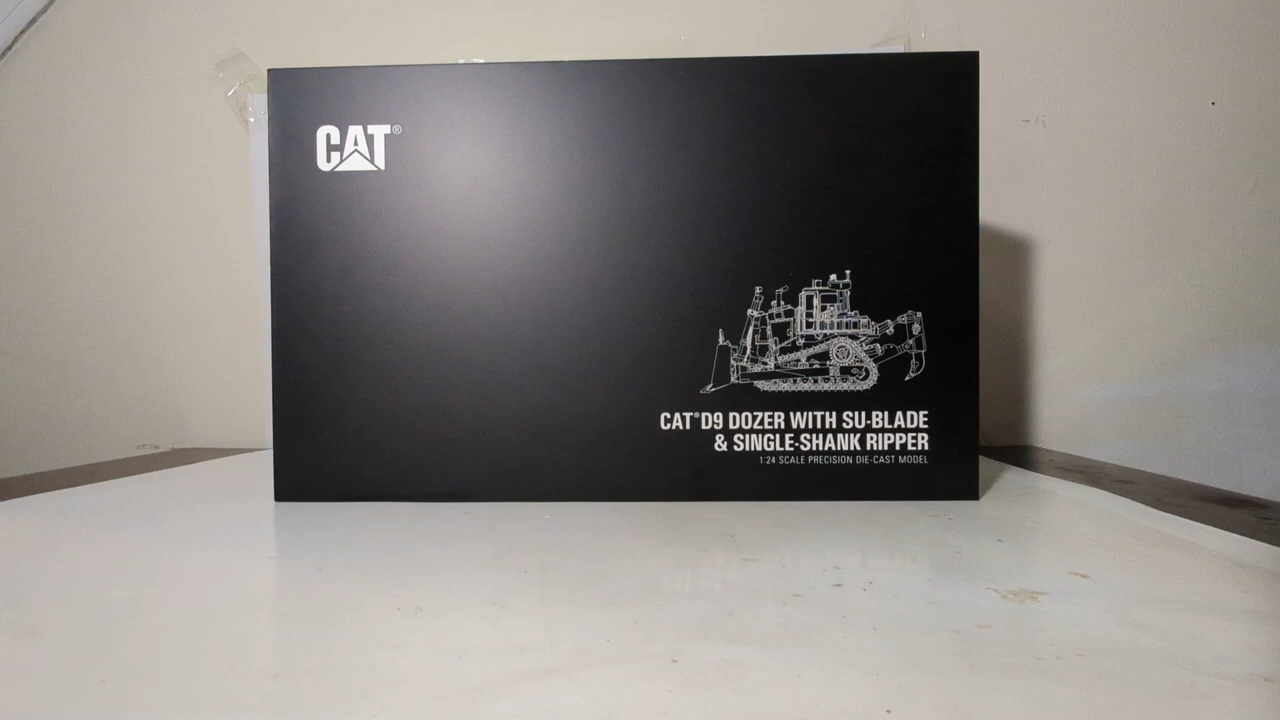 CAT®
CAT® D9 DOZER WITH SU-BLADE
& SINGLE-SHANK RIPPER
1:24 SCALE PRECISION DIE-CAST MODEL